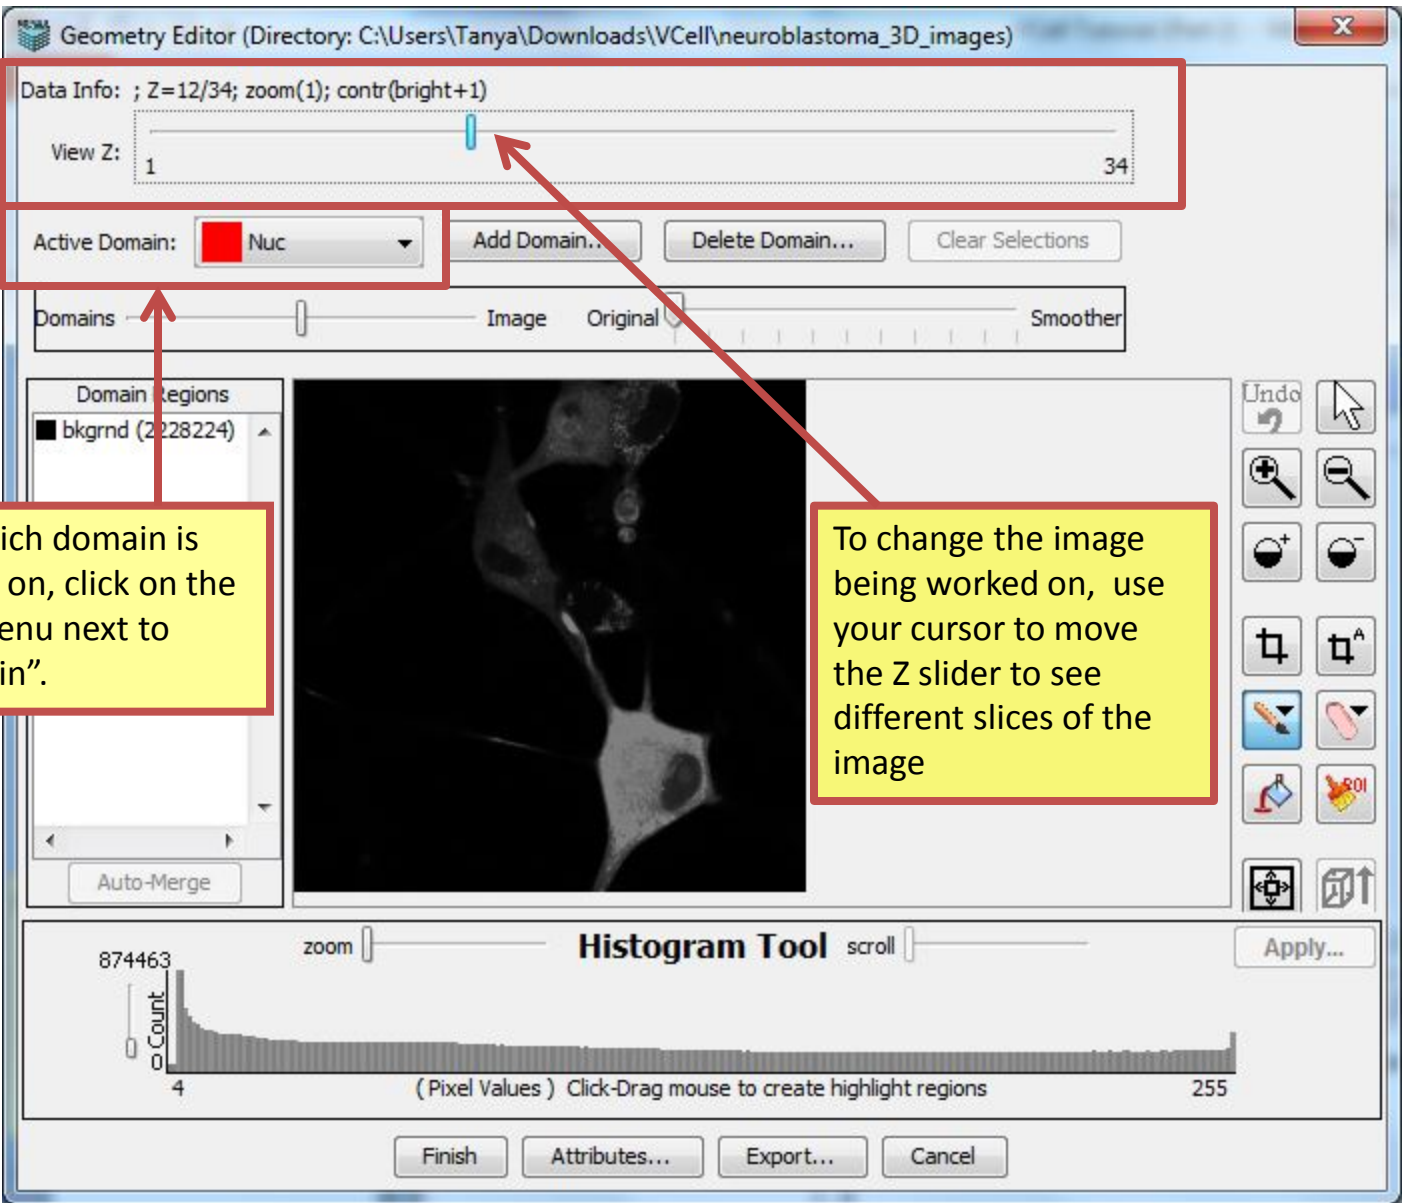 Geometry Editor (Directory: C:\Users\Tanya\Downloads\VCell\neuroblastoma_3D_images)
Data Info: ; Z=12/34; zoom(1); contr(bright+1)
View Z:
1 34
Active Domain: Nuc Add Domain... Delete Domain... Clear Selections
Domains Image Original Smoother
Domain Regions
bkgrnd (2228224)
Undo
ich domain is
on, click on the
enu next to
in”.
To change the image
being worked on, use
your cursor to move
the Z slider to see
different slices of the
image
A
ROI
Auto-Merge
zoom Histogram Tool scroll Apply...
874463
0 Count
4 ( Pixel Values ) Click-Drag mouse to create highlight regions 255
Finish Attributes... Export... Cancel